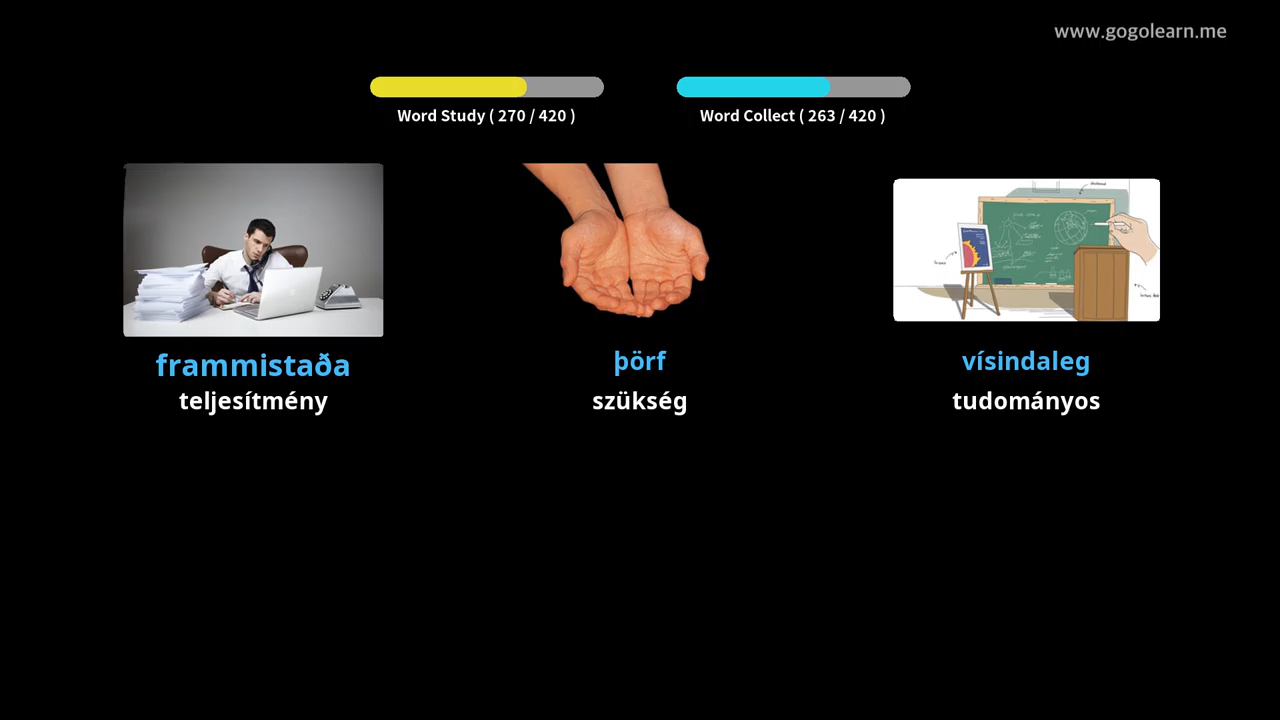 www.gogolearn.me
Word Study ( 270 / 420 )
Word Collect ( 263 / 420 )
frammistaða
teljesítmény
þörf
szükség
vísindaleg
tudományos